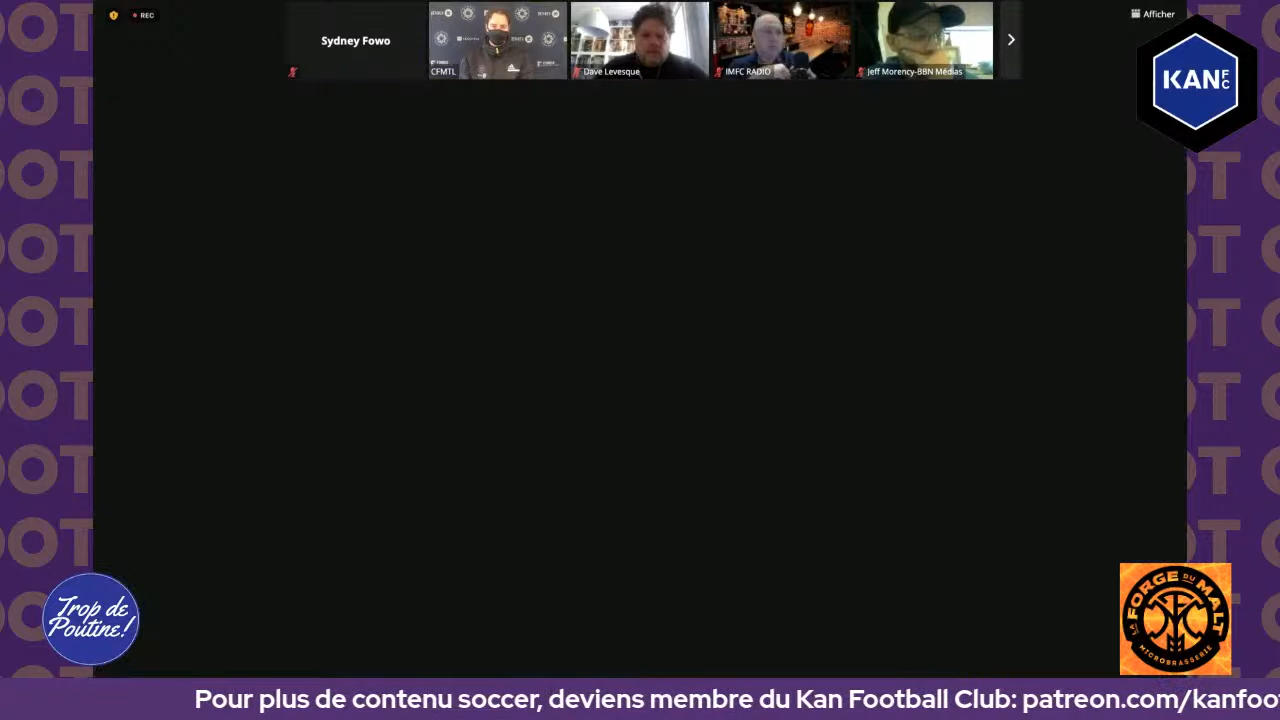 REC
Sydney Fowo
CFMTL
Dave Levesque
IMFC RADIO
Jeff Morency-BBN Médias
Afficher
KAN FC
Trop de
Poutine!
LA FORGE DU MALT
MICROBRASSERIE
Pour plus de contenu soccer, deviens membre du Kan Football Club: patreon.com/kanfoo